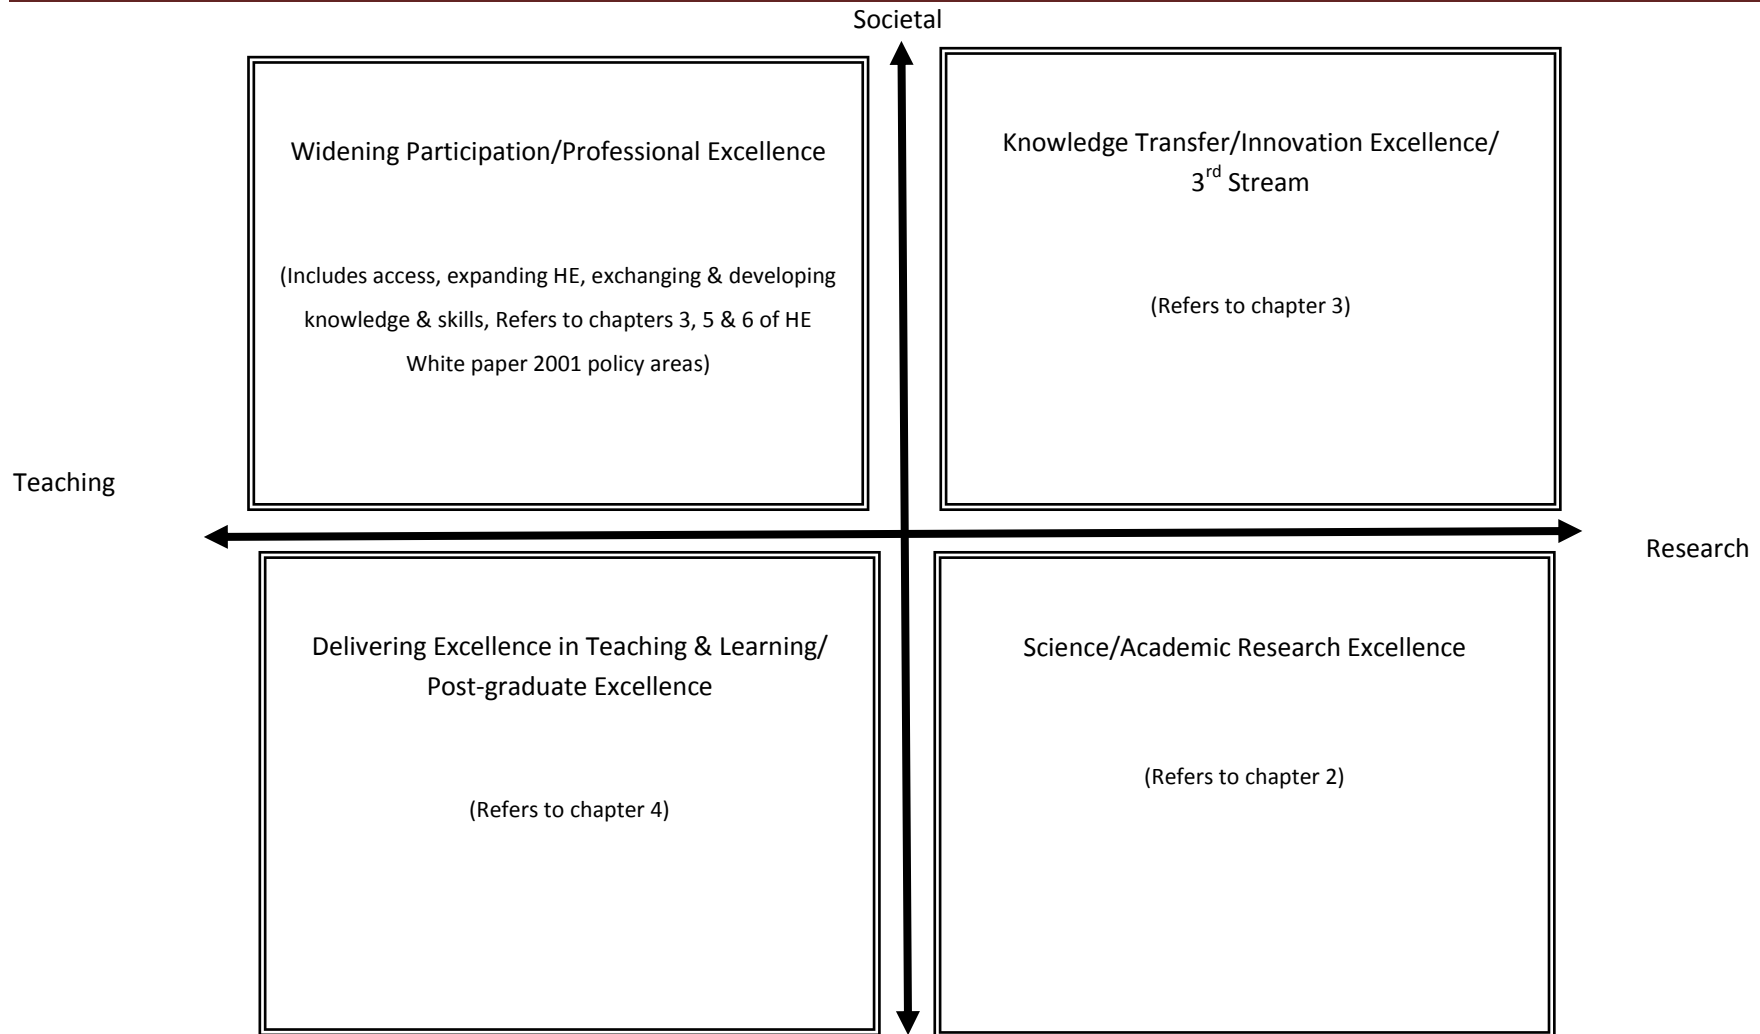 Societal
Widening Participation/Professional Excellence
(Includes access, expanding HE, exchanging & developing
knowledge & skills, Refers to chapters 3, 5 & 6 of HE
White paper 2001 policy areas)
Knowledge Transfer/Innovation Excellence/
3rd Stream
(Refers to chapter 3)
Teaching
Research
Delivering Excellence in Teaching & Learning/
Post-graduate Excellence
(Refers to chapter 4)
Science/Academic Research Excellence
(Refers to chapter 2)